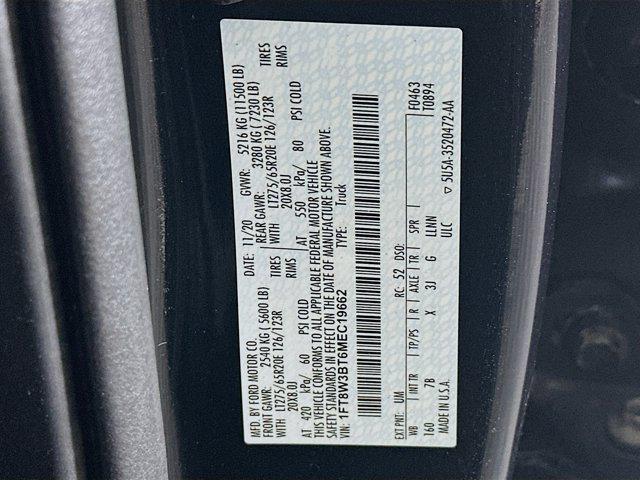 MFD. BY FORD MOTOR CO.
DATE: 11/20 GVWR: 5216 KG (11500 LB)
FRONT GAWR: 2540 KG ( 5600 LB) REAR GAWR: 3280 KG ( 7230 LB)
WITH LT275/65R20E 126/123R TIRES WITH LT275/65R20E 126/123R TIRES
20X8.0J RIMS 20X8.0J RIMS
AT 420 kPa/ 60 PSI COLD AT 550 kPa/ 80 PSI COLD
THIS VEHICLE CONFORMS TO ALL APPLICABLE FEDERAL MOTOR VEHICLE
SAFETY STANDARDS IN EFFECT ON THE DATE OF MANUFACTURE SHOWN ABOVE.
VIN: 1FT8W3BT6MEC19662 TYPE: Truck
EXT PNT: UM RC: 52 DSO: F0463
WB INT TR TP/PS R AXLE TR SPR T0894
160 7B X 3J G LLNN
MADE IN U.S.A. ULC ▽ 5U5A-3520472-AA